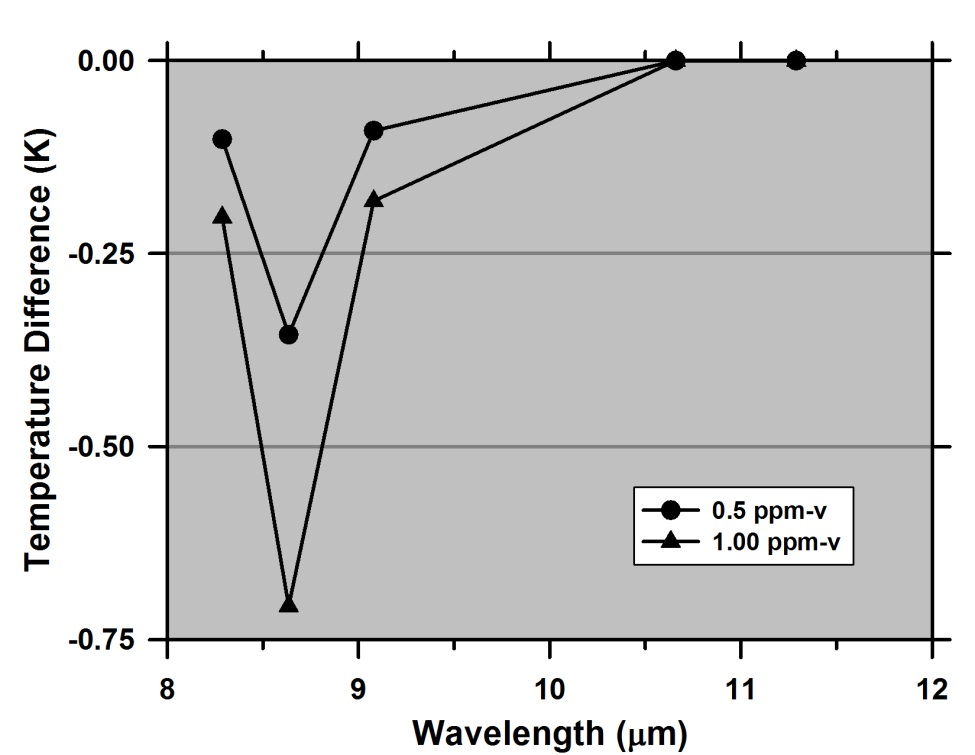 0.00
-0.25
-0.50
-0.75
Temperature Difference (K)
0.5 ppm-v
1.00 ppm-v
8 9 10 11 12
Wavelength (μm)